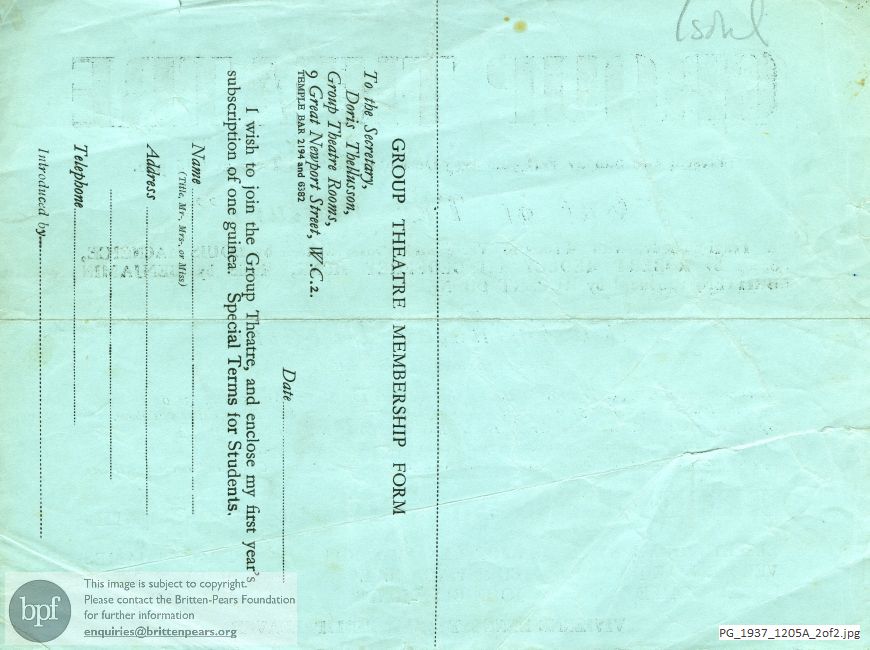 GROUP THEATRE MEMBERSHIP FORM
To the Secretary,
Doris Thellusson,
Group Theatre Rooms,
9 Great Newport Street, W.C.2.
TEMPLE BAR 2194 and 6382
Date
I wish to join the Group Theatre, and enclose my first year's
subscription of one guinea. Special Terms for Students.
Name
(Title, Mr., Mrs., or Miss)
Address
Telephone
Introduced by
bpf
This image is subject to copyright.
Please contact the Britten-Pears Foundation
for further information
enquiries@brittenpears.org
PG_1937_1205A_2of2.jpg